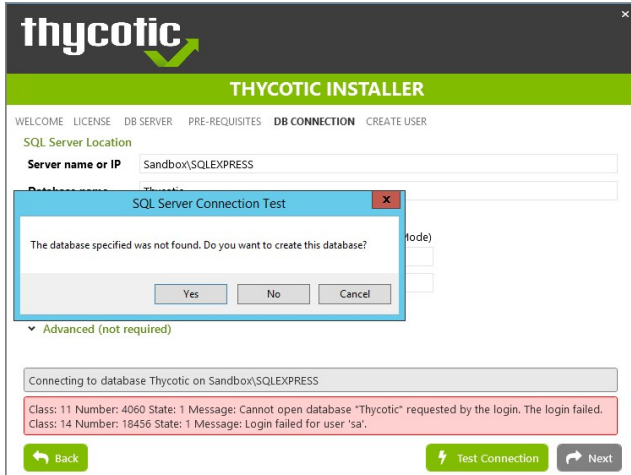 thycotic
×
THYCOTIC INSTALLER
WELCOME LICENSE DB SERVER PRE-REQUISITES DB CONNECTION CREATE USER
SQL Server Location
Server name or IP Sandbox\SQLEXPRESS
SQL Server Connection Test x
The database specified was not found. Do you want to create this database?
Mode)
Yes No Cancel
Advanced (not required)
Connecting to database Thycotic on Sandbox\SQLEXPRESS
Class: 11 Number: 4060 State: 1 Message: Cannot open database "Thycotic" requested by the login. The login failed.
Class: 14 Number: 18456 State: 1 Message: Login failed for user 'sa'.
Back Test Connection Next